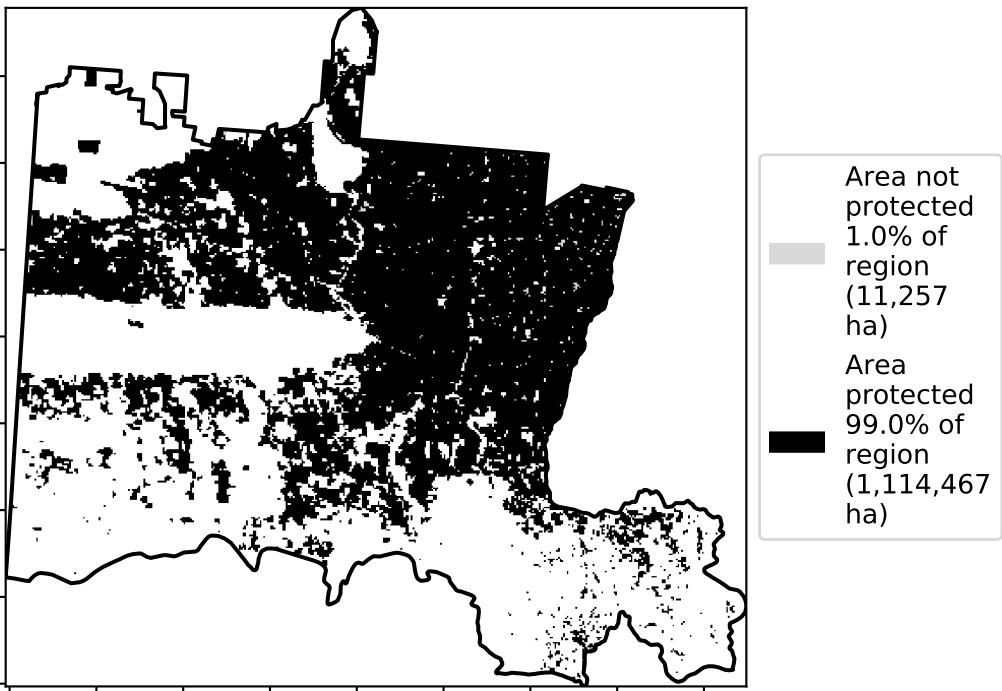 Area not
protected
1.0% of
region
(11,257
ha)
Area
protected
99.0% of
region
(1,114,467
ha)